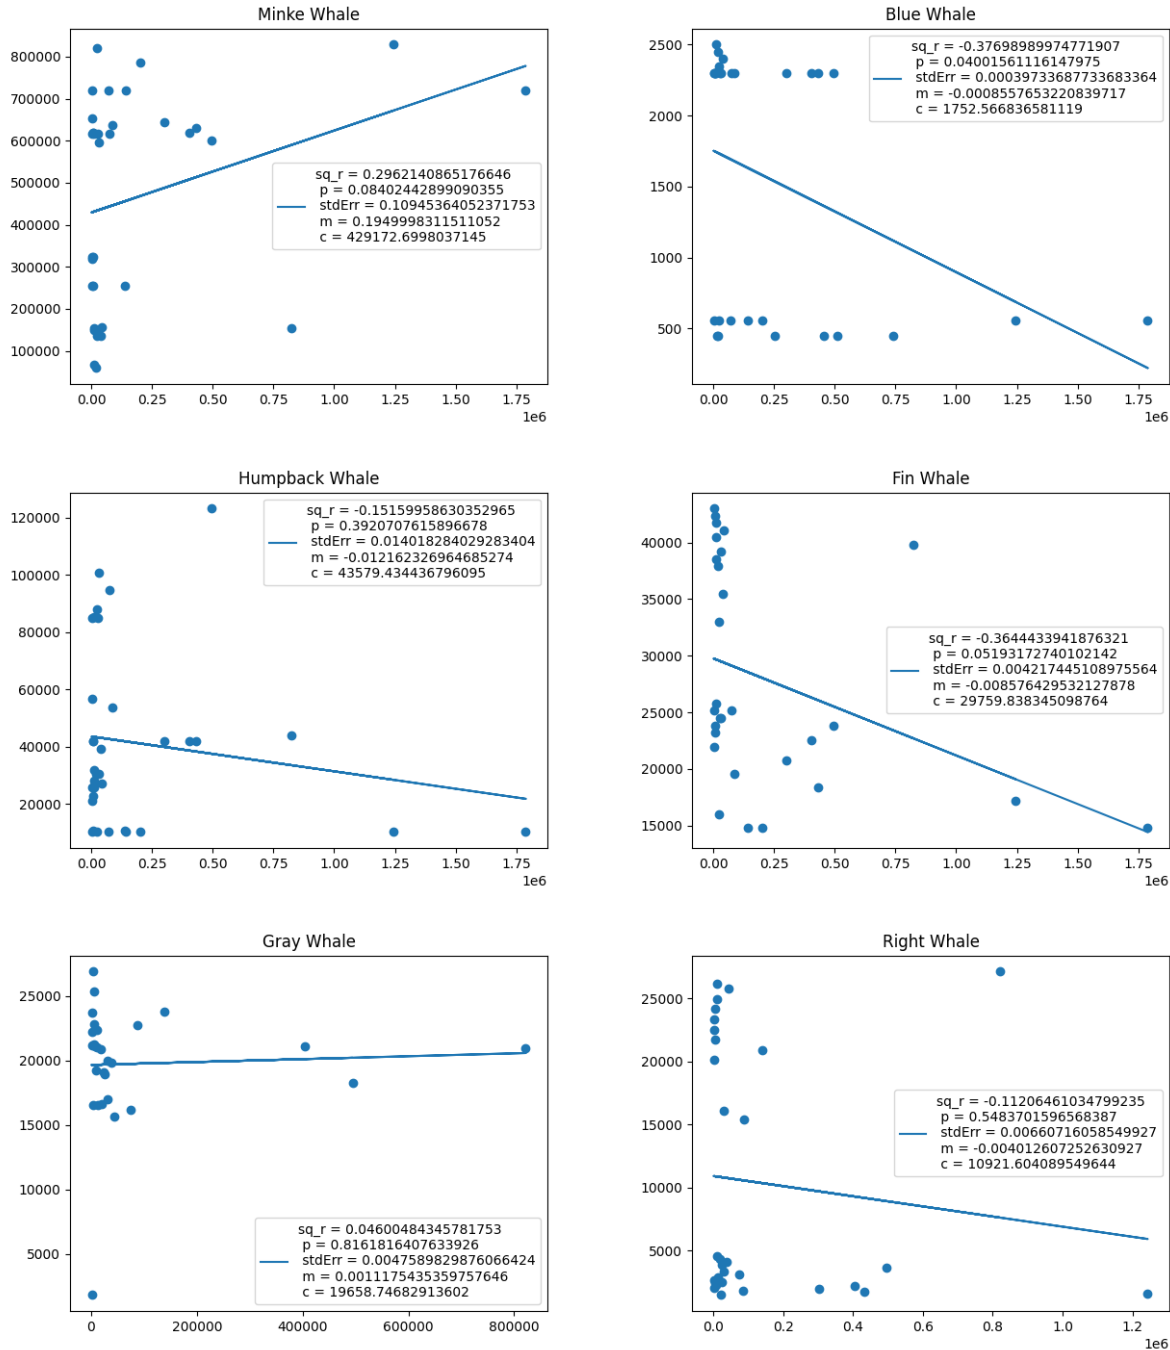 Minke Whale
800000
700000
600000
500000
400000
300000
200000
100000
sq_r = 0.2962140865176646
p = 0.08402442899090355
stdErr = 0.10945364052371753
m = 0.1949998311511052
c = 429172.6998037145
0.00 0.25 0.50 0.75 1.00 1.25 1.50 1.75
1e6
Blue Whale
2500
2000
1500
1000
500
sq_r = -0.37698989974771907
p = 0.04001561116147975
stdErr = 0.00039733687733683364
m = -0.0008557653220839717
c = 1752.566836581119
0.00 0.25 0.50 0.75 1.00 1.25 1.50 1.75
1e6
Humpback Whale
120000
100000
80000
60000
40000
20000
sq_r = -0.15159958630352965
p = 0.3920707615896678
stdErr = 0.014018284029283404
m = -0.012162326964685274
c = 43579.434436796095
0.00 0.25 0.50 0.75 1.00 1.25 1.50 1.75
1e6
Fin Whale
40000
35000
30000
25000
20000
15000
sq_r = -0.3644433941876321
p = 0.05193172740102142
stdErr = 0.004217445108975564
m = -0.008576429532127878
c = 29759.838345098764
0.00 0.25 0.50 0.75 1.00 1.25 1.50 1.75
1e6
Gray Whale
25000
20000
15000
10000
5000
sq_r = 0.04600484345781753
p = 0.8161816407633926
stdErr = 0.0047589829876066424
m = 0.0011175435359757646
c = 19658.74682913602
0 200000 400000 600000 800000
Right Whale
25000
20000
15000
10000
5000
sq_r = -0.11206461034799235
p = 0.5483701596568387
stdErr = 0.00660716058549927
m = -0.004012607252630927
c = 10921.604089549644
0.0 0.2 0.4 0.6 0.8 1.0 1.2
1e6